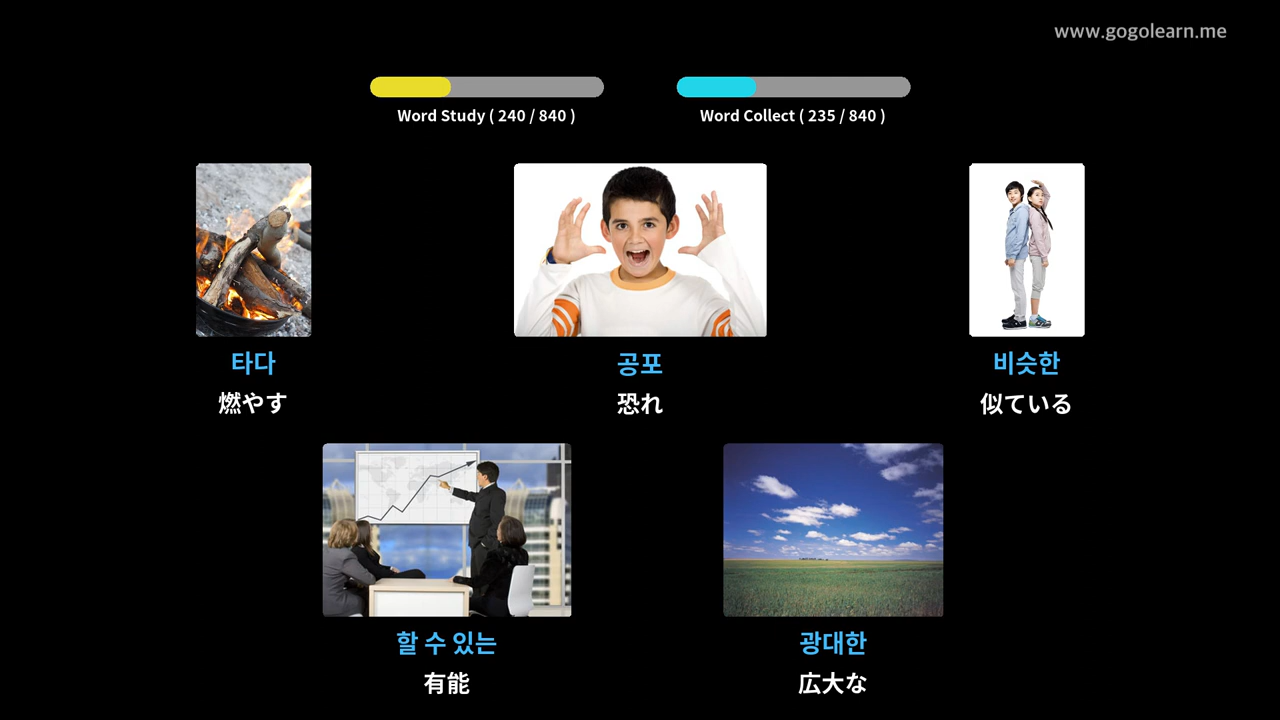 www.gogolearn.me
Word Study ( 240 / 840 )
Word Collect ( 235 / 840 )
타다
燃やす
공포
恐れ
비슷한
似ている
할 수 있는
有能
광대한
広大な